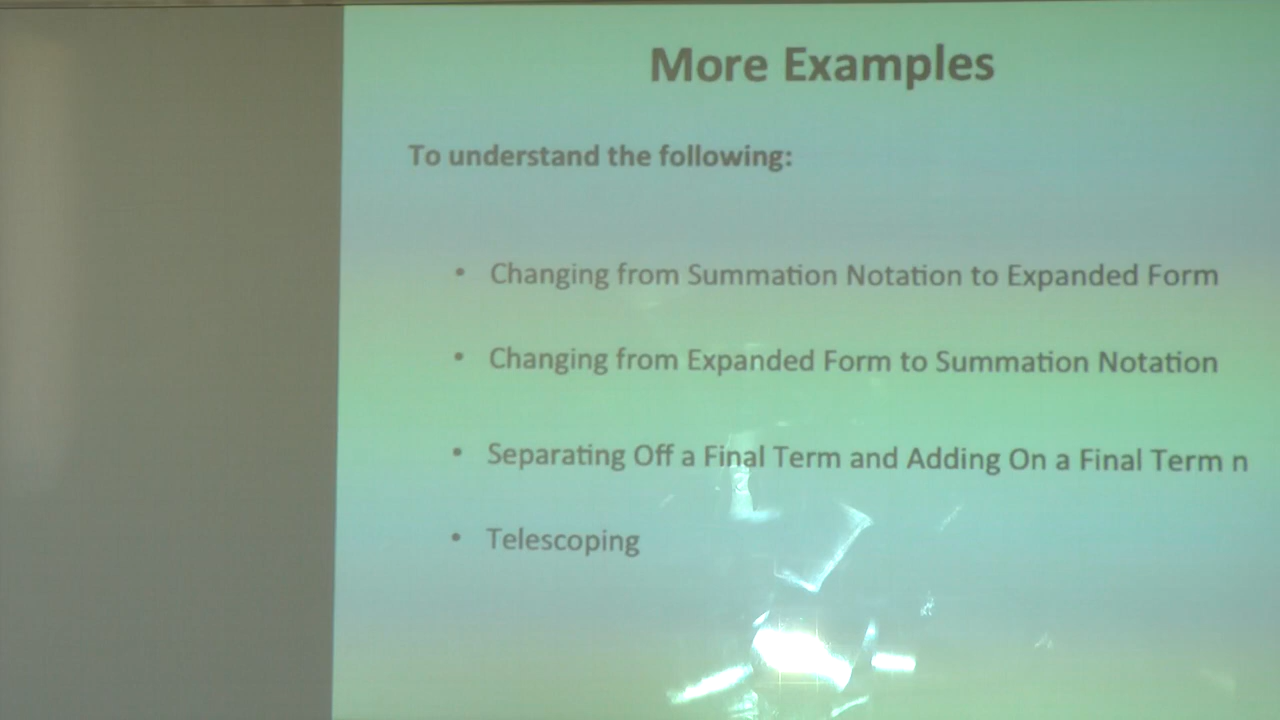 More Examples
To understand the following:
• Changing from Summation Notation to Expanded Form
• Changing from Expanded Form to Summation Notation
• Separating Off a Final Term and Adding On a Final Term n
• Telescoping